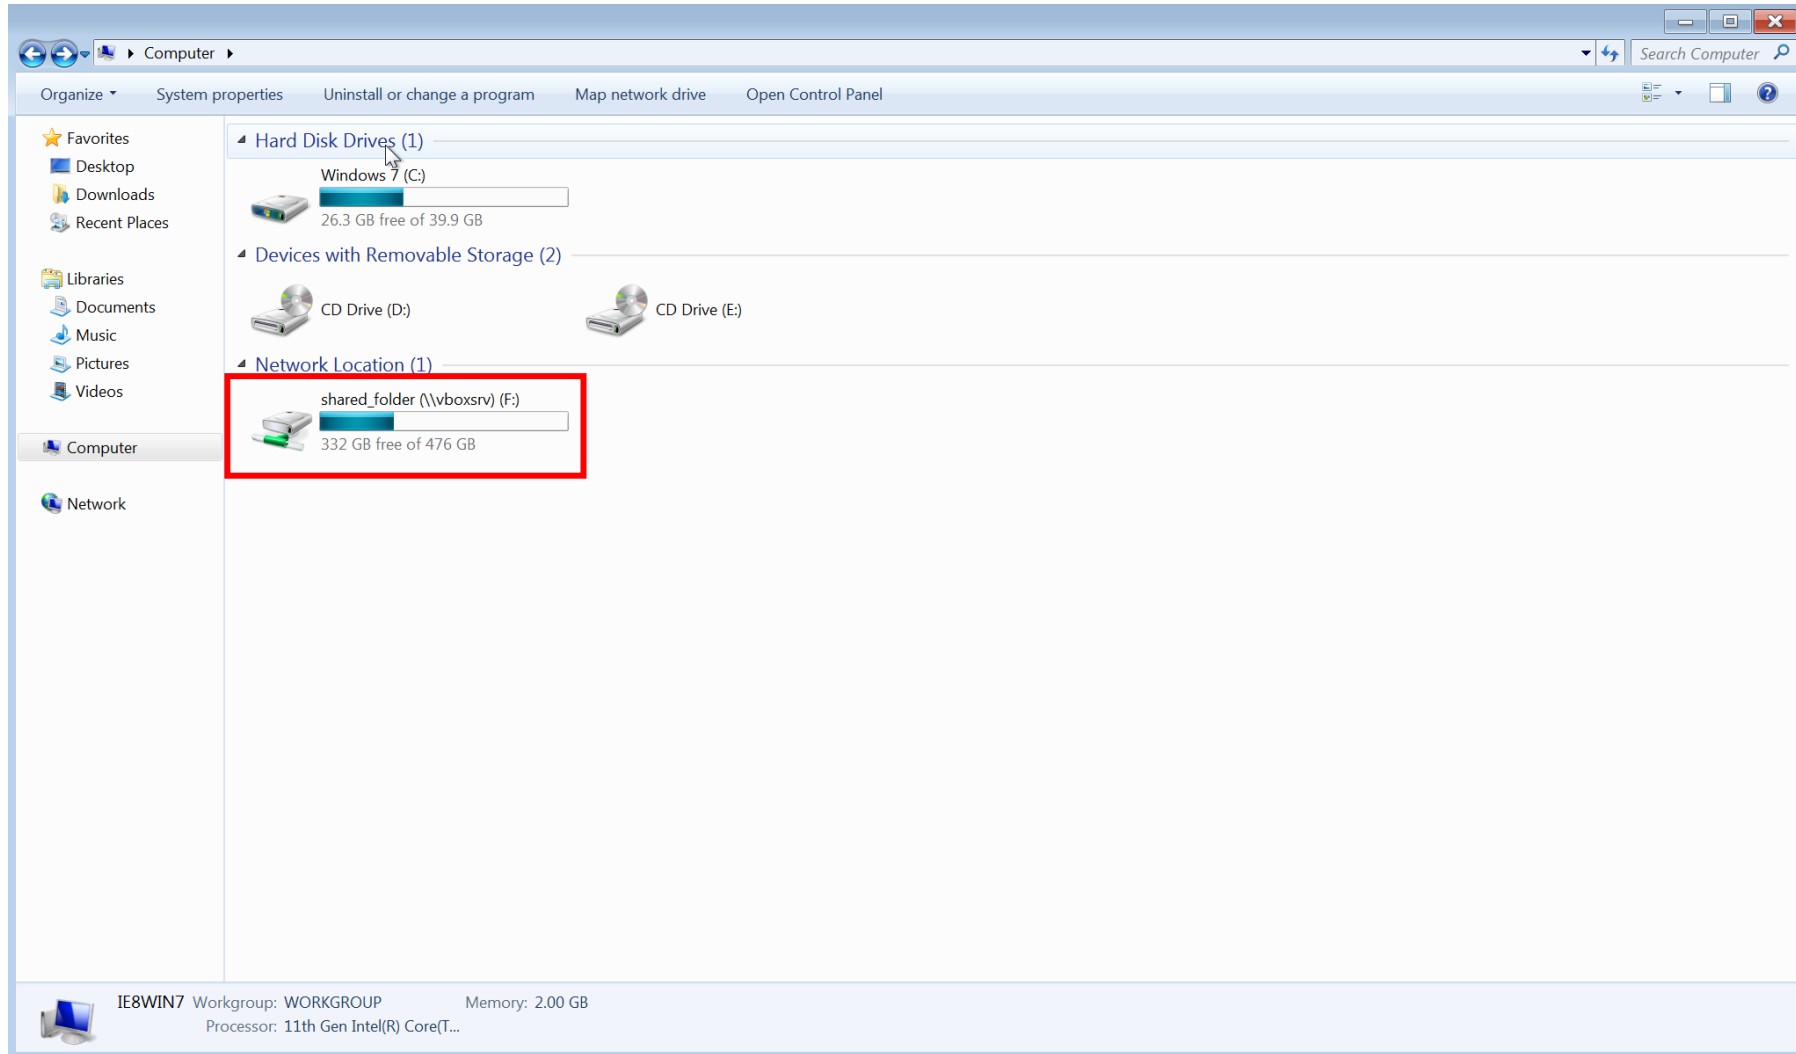 Computer
Search Computer
Organize System properties Uninstall or change a program Map network drive Open Control Panel
Favorites
Desktop
Downloads
Recent Places
Libraries
Documents
Music
Pictures
Videos
Computer
Network
Hard Disk Drives (1)
Windows 7 (C:)
26.3 GB free of 39.9 GB
Devices with Removable Storage (2)
CD Drive (D:) CD Drive (E:)
Network Location (1)
shared_folder (\\vboxsrv) (F:)
332 GB free of 476 GB
IE8WIN7 Workgroup: WORKGROUP Memory: 2.00 GB
Processor: 11th Gen Intel(R) Core(T...